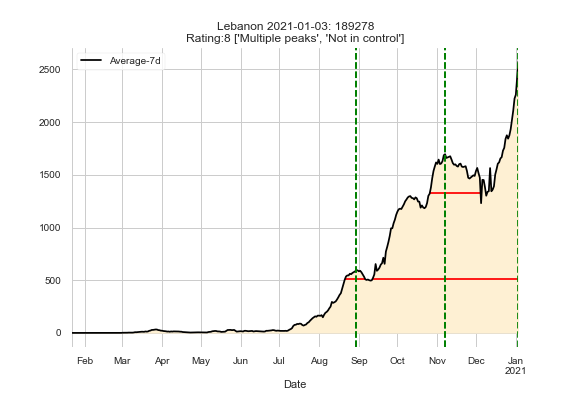 Lebanon 2021-01-03: 189278
Rating:8 ['Multiple peaks', 'Not in control']
Average-7d
2500
2000
1500
1000
500
0
Feb Mar Apr May Jun Jul Aug Sep Oct Nov Dec Jan
2021
Date